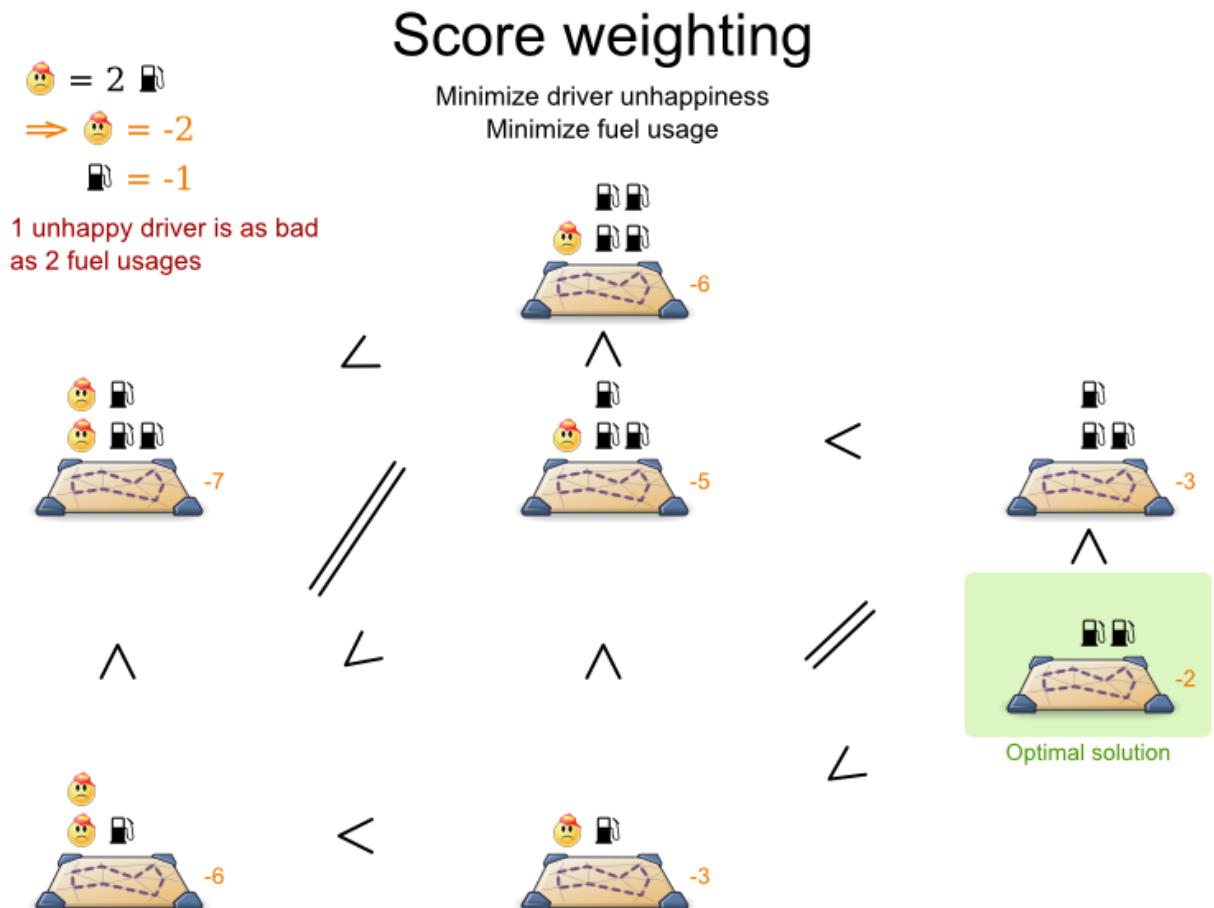 Score weighting
Minimize driver unhappiness
Minimize fuel usage
= 2
⇒ = -2
= -1
1 unhappy driver is as bad
as 2 fuel usages
-6
<
<
-7
-5
<
-3
<
<
<
<
-2
Optimal solution
<
-6
<
-3